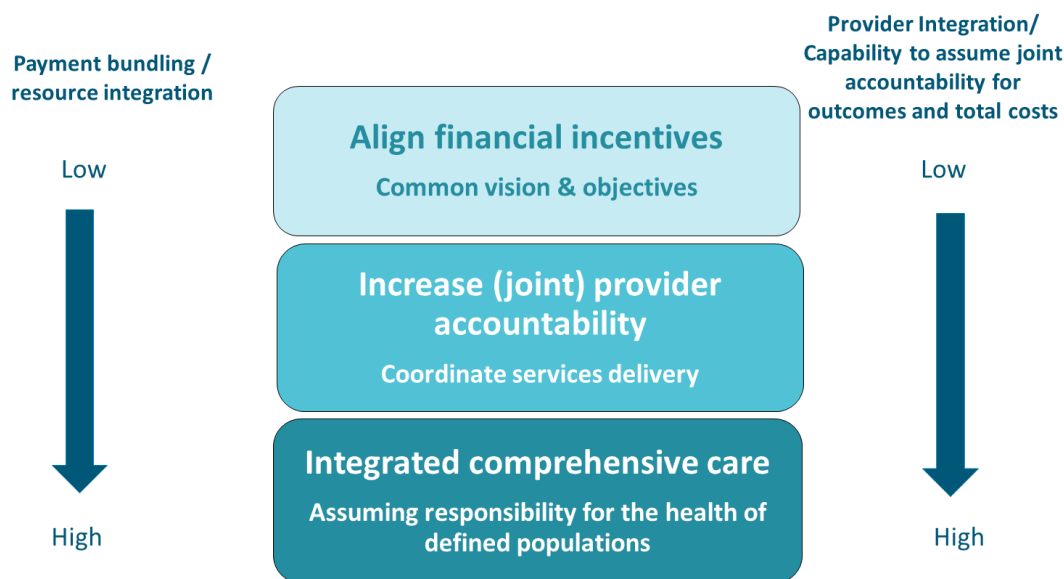 Payment bundling /
resource integration
Low
High
Align financial incentives
Common vision & objectives
Increase (joint) provider
accountability
Coordinate services delivery
Integrated comprehensive care
Assuming responsibility for the health of
defined populations
Provider Integration/
Capability to assume joint
accountability for
outcomes and total costs
Low
High